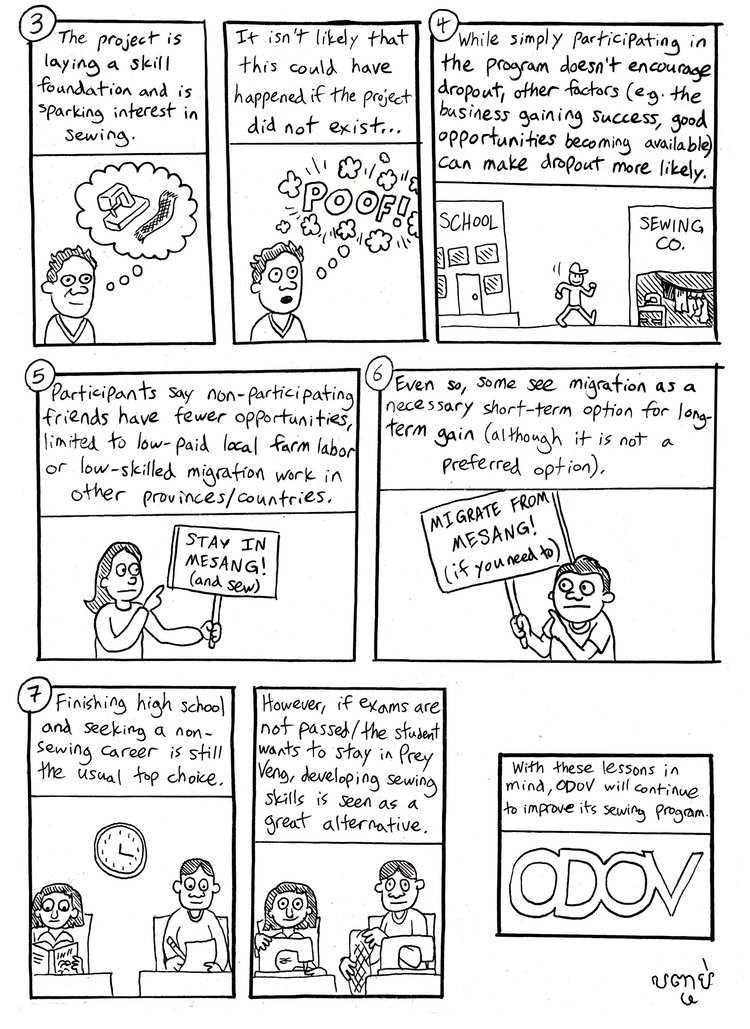 3
The project is
laying a skill
foundation and is
sparking interest in
sewing.
It isn't likely that
this could have
happened if the project
did not exist...
POOF!
4
While simply participating in
the program doesn't encourage
dropout, other factors (e.g. the
business gaining success, good
opportunities becoming available)
can make dropout more likely.
SCHOOL
SEWING
CO.
5
Participants say non-participating
friends have fewer opportunities,
limited to low-paid local farm labor
or low-skilled migration work in
other provinces/countries.
STAY IN
MESANG!
(and sew)
6
Even so, some see migration as a
necessary short-term option for long-
term gain (although it is not a
preferred option).
MIGRATE FROM
MESANG!
(if you need to)
7
Finishing high school
and seeking a non-
sewing career is still
the usual top choice.
However, if exams are
not passed/the student
wants to stay in Prey
Veng, developing sewing
skills is seen as a
great alternative.
With these lessons in
mind, ODOV will continue
to improve its sewing program.
ODOV